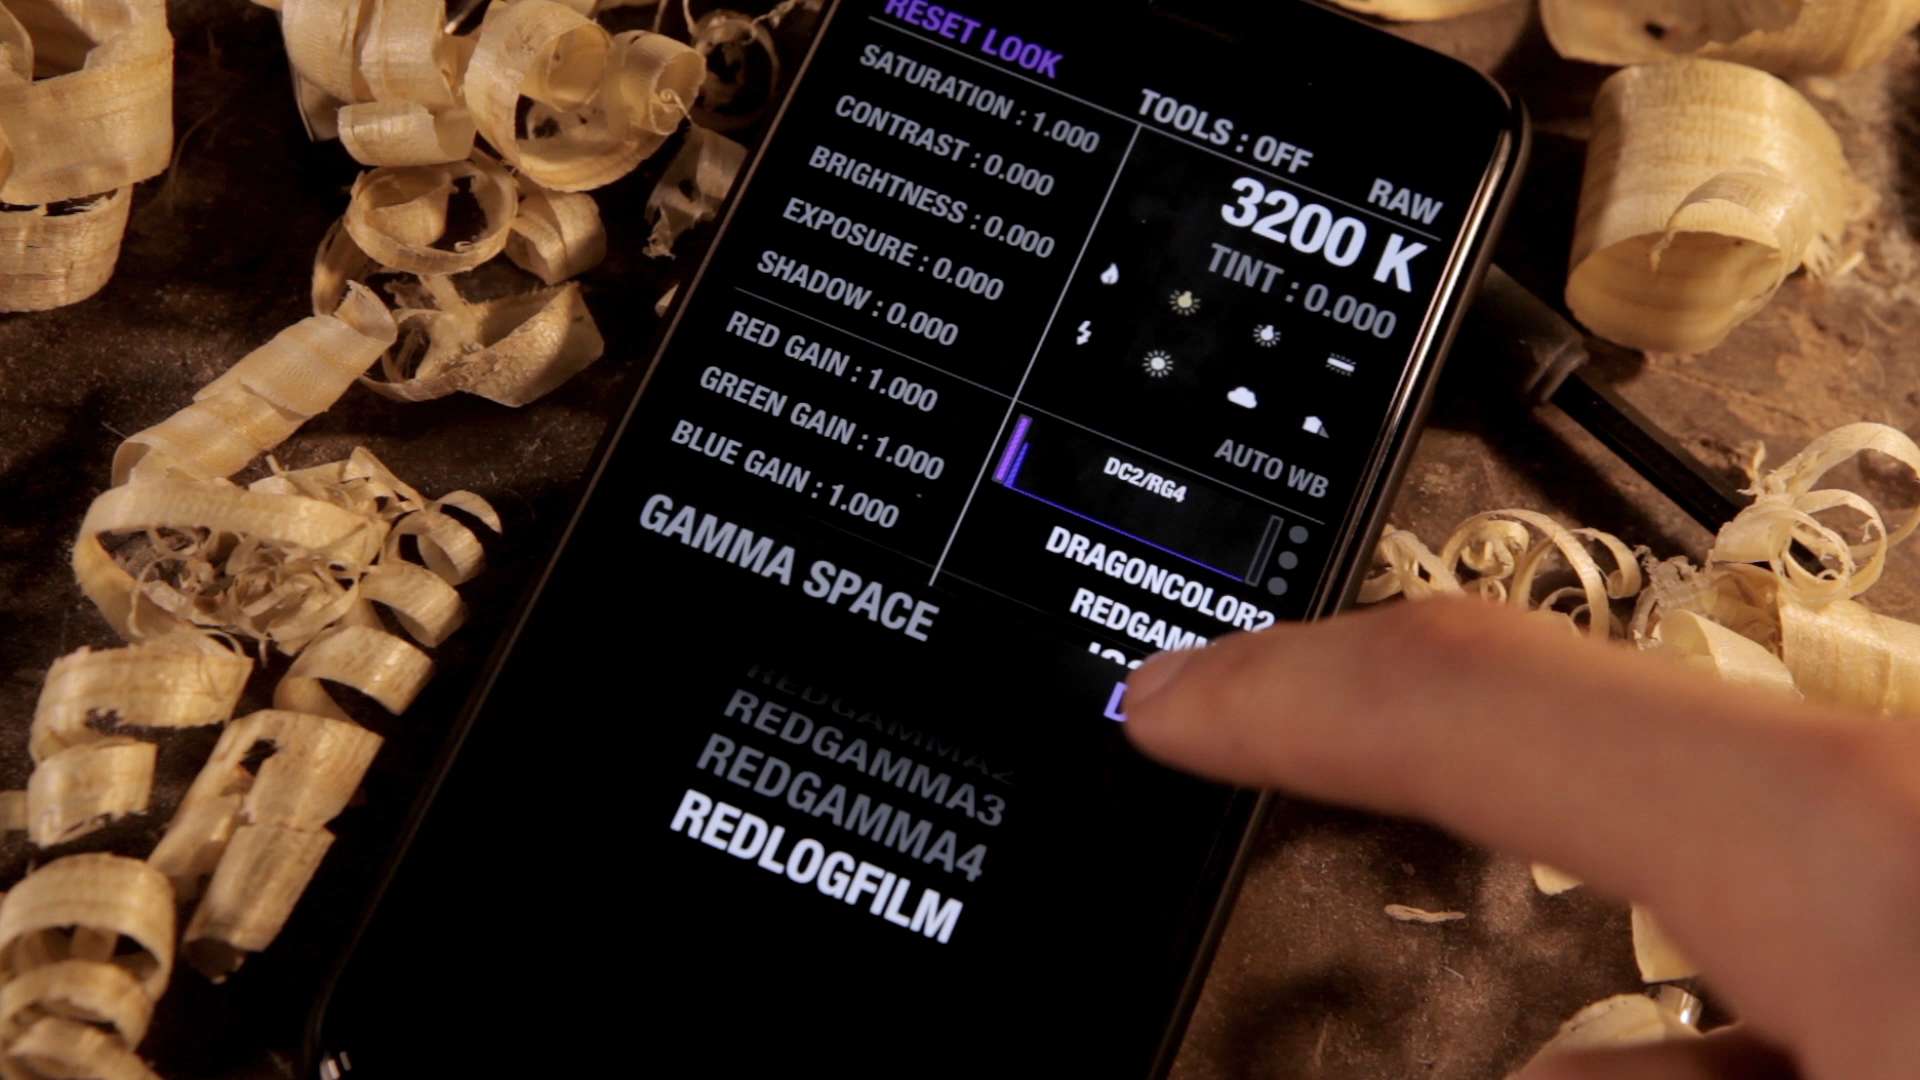 RESET LOOK
SATURATION : 1.000
CONTRAST : 0.000
BRIGHTNESS : 0.000
EXPOSURE : 0.000
SHADOW : 0.000
RED GAIN : 1.000
GREEN GAIN : 1.000
BLUE GAIN : 1.000
TOOLS : OFF
RAW
3200 K
TINT : 0.000
AUTO WB
DC2/RG4
DRAGONCOLOR2
GAMMA SPACE
REDGAMMA2
REDGAMMA3
REDGAMMA4
REDLOGFILM